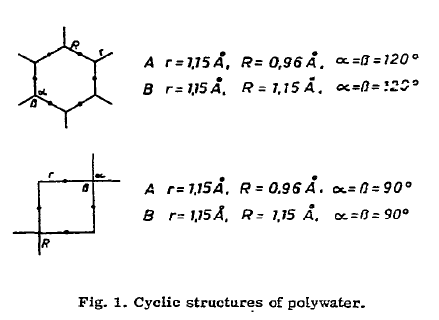 R r
A r = 1,15 Å, R = 0,96 Å, α = β = 120°
α
B r = 1,15 Å, R = 1,15 Å, α = β = 120°
β
r β α
A r = 1,15 Å, R = 0,96 Å, α = β = 90°
B r = 1,15 Å, R = 1,15 Å, α = β = 90°
R
Fig. 1. Cyclic structures of polywater.